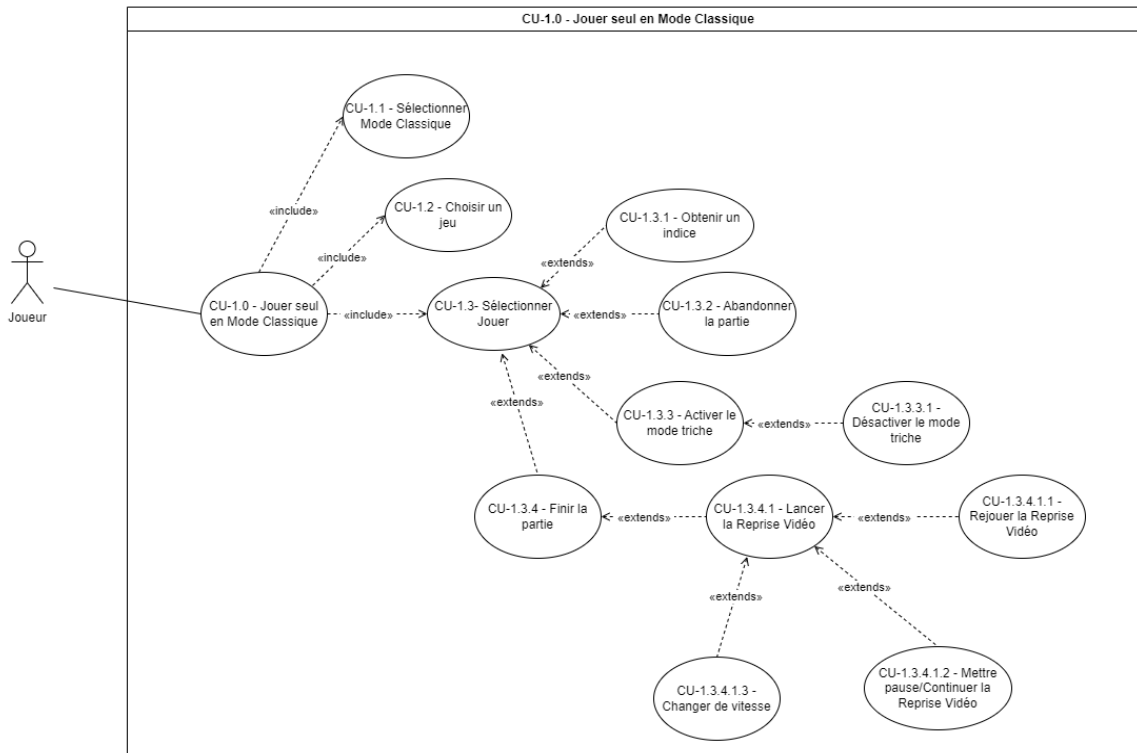 CU-1.0 - Jouer seul en Mode Classique
CU-1.1 - Sélectionner
Mode Classique
«include»
CU-1.2 - Choisir un
jeu
«include»
CU-1.3.1 - Obtenir un
indice
«extends»
Joueur
CU-1.0 - Jouer seul
en Mode Classique
«include»
CU-1.3- Sélectionner
Jouer
«extends»
CU-1.3.2 - Abandonner
la partie
«extends»
«extends»
CU-1.3.3 - Activer le
mode triche
«extends»
CU-1.3.3.1 -
Désactiver le mode
triche
CU-1.3.4 - Finir la
partie
«extends»
CU-1.3.4.1 - Lancer
la Reprise Vidéo
«extends»
CU-1.3.4.1.1 -
Rejouer la Reprise
Vidéo
«extends»
«extends»
CU-1.3.4.1.3 -
Changer de vitesse
CU-1.3.4.1.2 - Mettre
pause/Continuer la
Reprise Vidéo